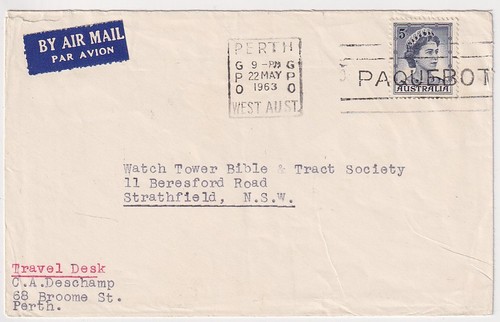 BY AIR MAIL
PAR AVION
PERTH
G 9-PM G
P 22 MAY P
O 1963 O
WEST AUST.
5D
PAQUEBOT
AUSTRALIA
Watch Tower Bible & Tract Society
11 Beresford Road
Strathfield, N.S.W.
Travel Desk
C.A.Deschamp
68 Broome St.
Perth.